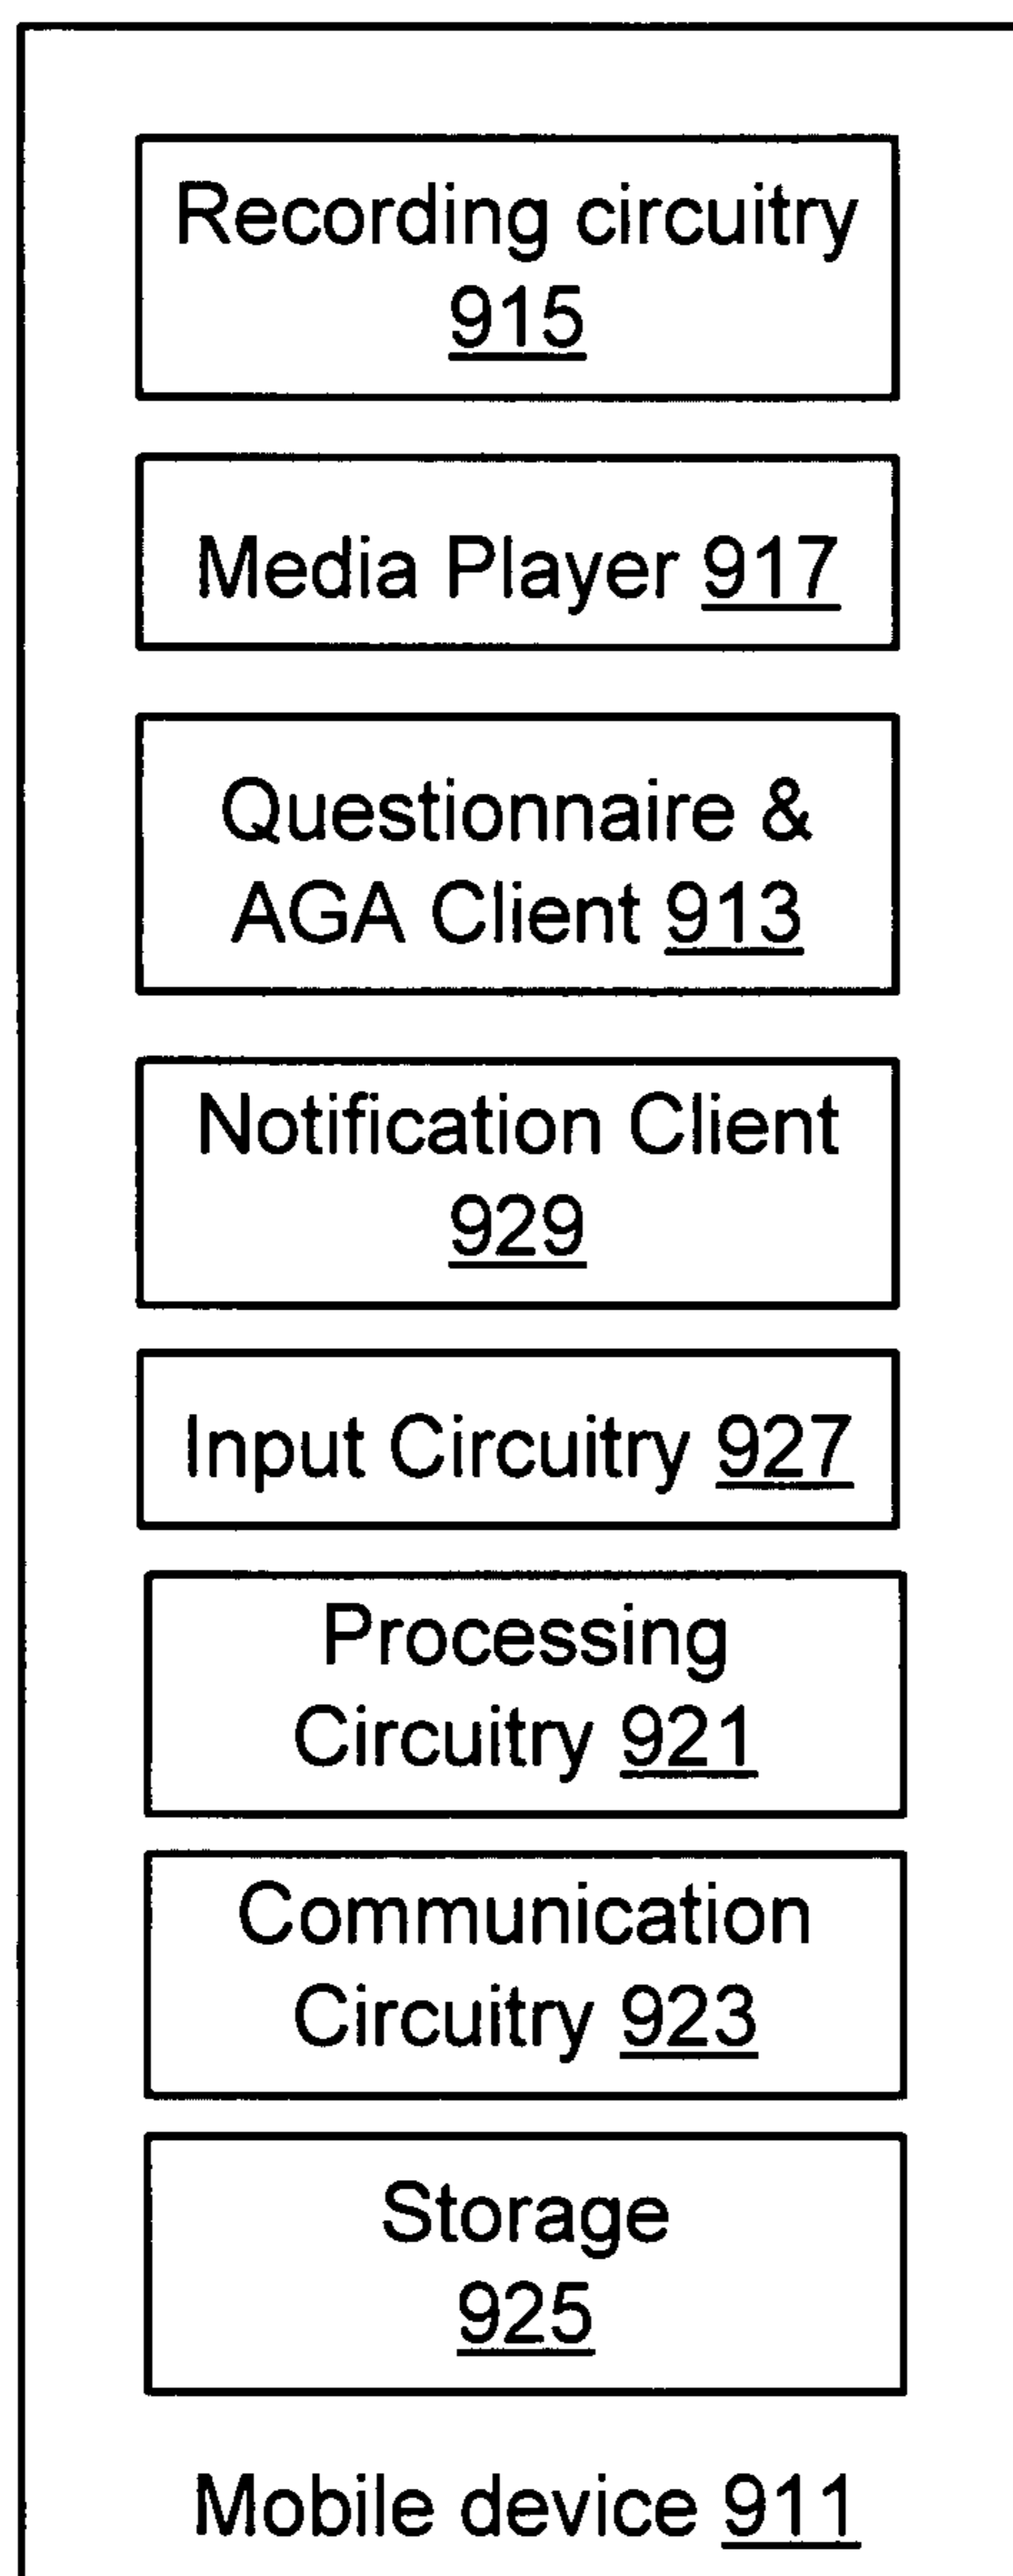 Recording circuitry
915
Media Player 917
Questionnaire &
AGA Client 913
Notification Client
929
Input Circuitry 927
Processing
Circuitry 921
Communication
Circuitry 923
Storage
925
Mobile device 911